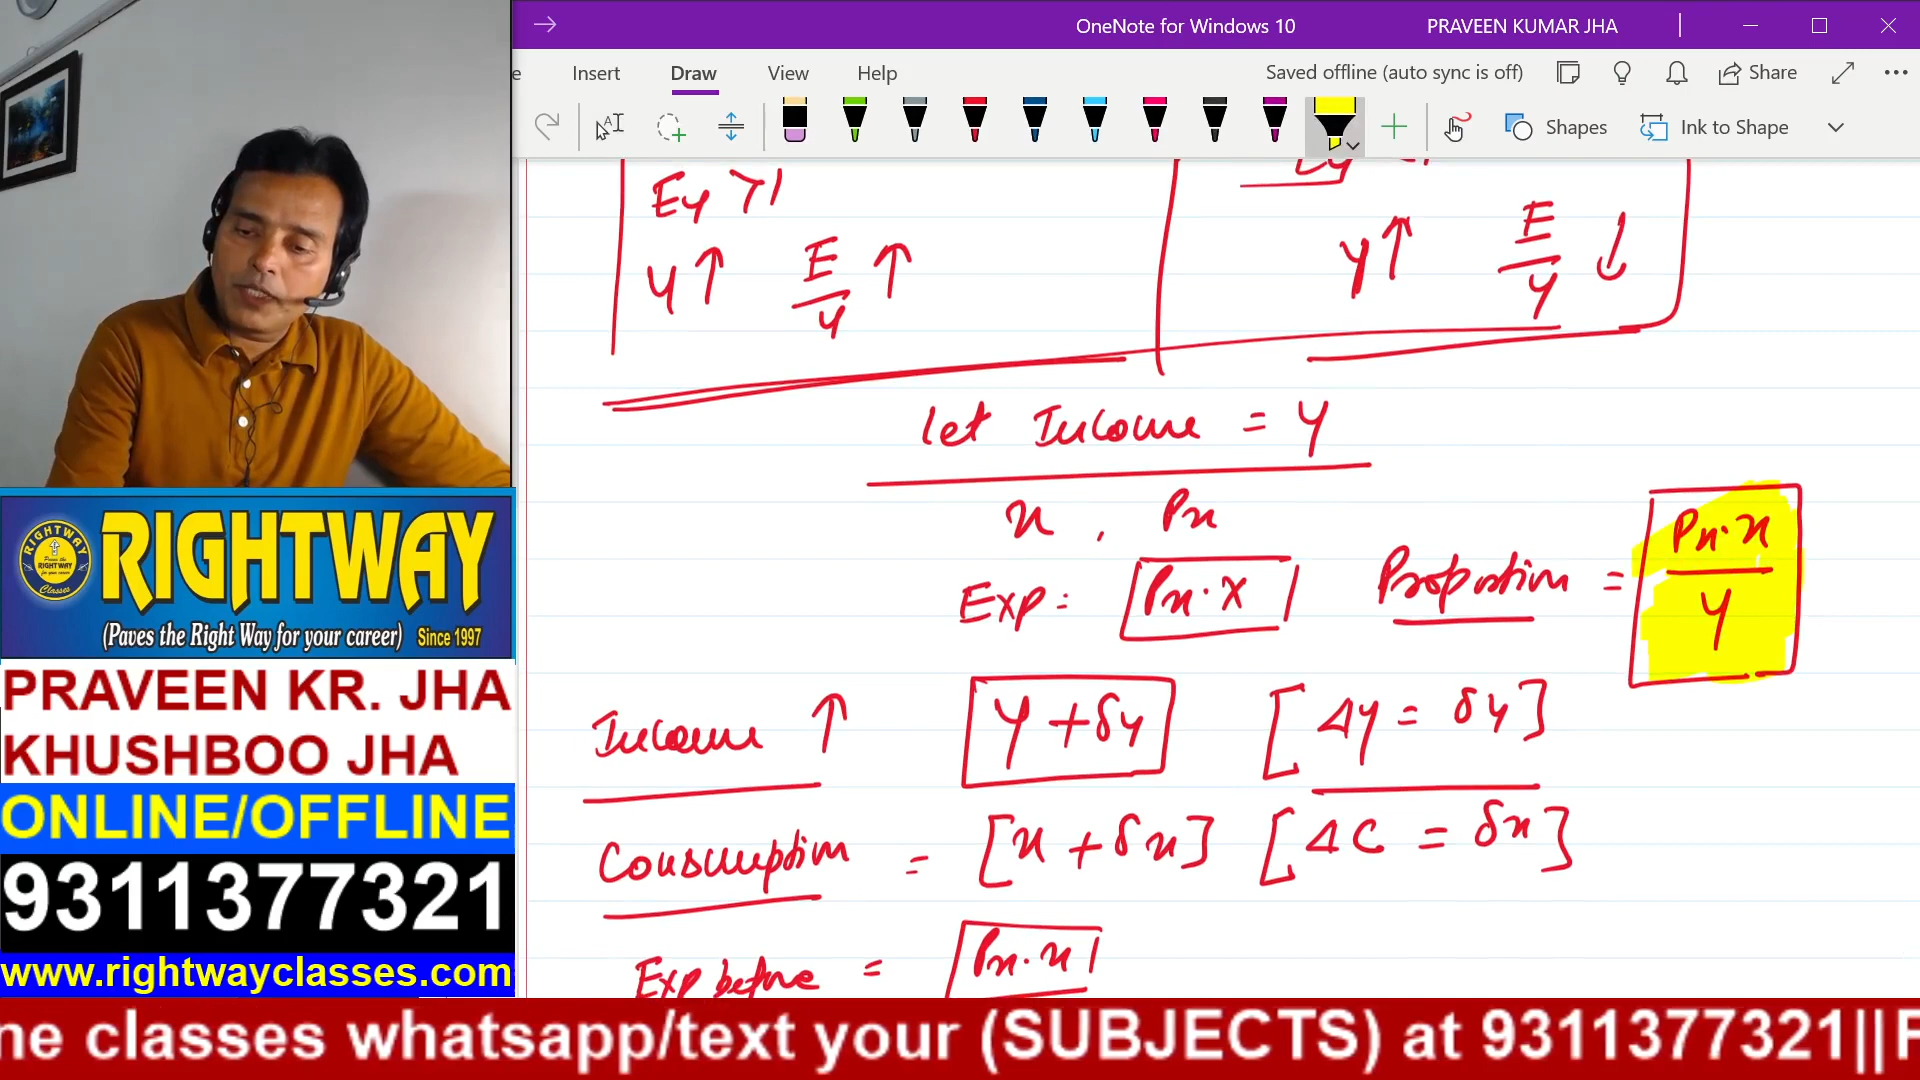 OneNote for Windows 10
PRAVEEN KUMAR JHA
Insert Draw View Help
Saved offline (auto sync is off)
Share
Shapes
Ink to Shape
Ey >1
y ↑ E/y ↑
y ↑ E/y ↓
let Income = y
x , Px
Exp = Px·x
Proportion = Px·x/y
Income ↑ y + δy [Δy = δy]
Consumption = [x + δx] [ΔC = δx]
Exp before = Px·x
RIGHTWAY
RIGHTWAY
Classes
(Paves the Right Way for your career) Since 1997
PRAVEEN KR. JHA
KHUSHBOO JHA
ONLINE/OFFLINE
9311377321
www.rightwayclasses.com
ne classes whatsapp/text your (SUBJECTS) at 9311377321||